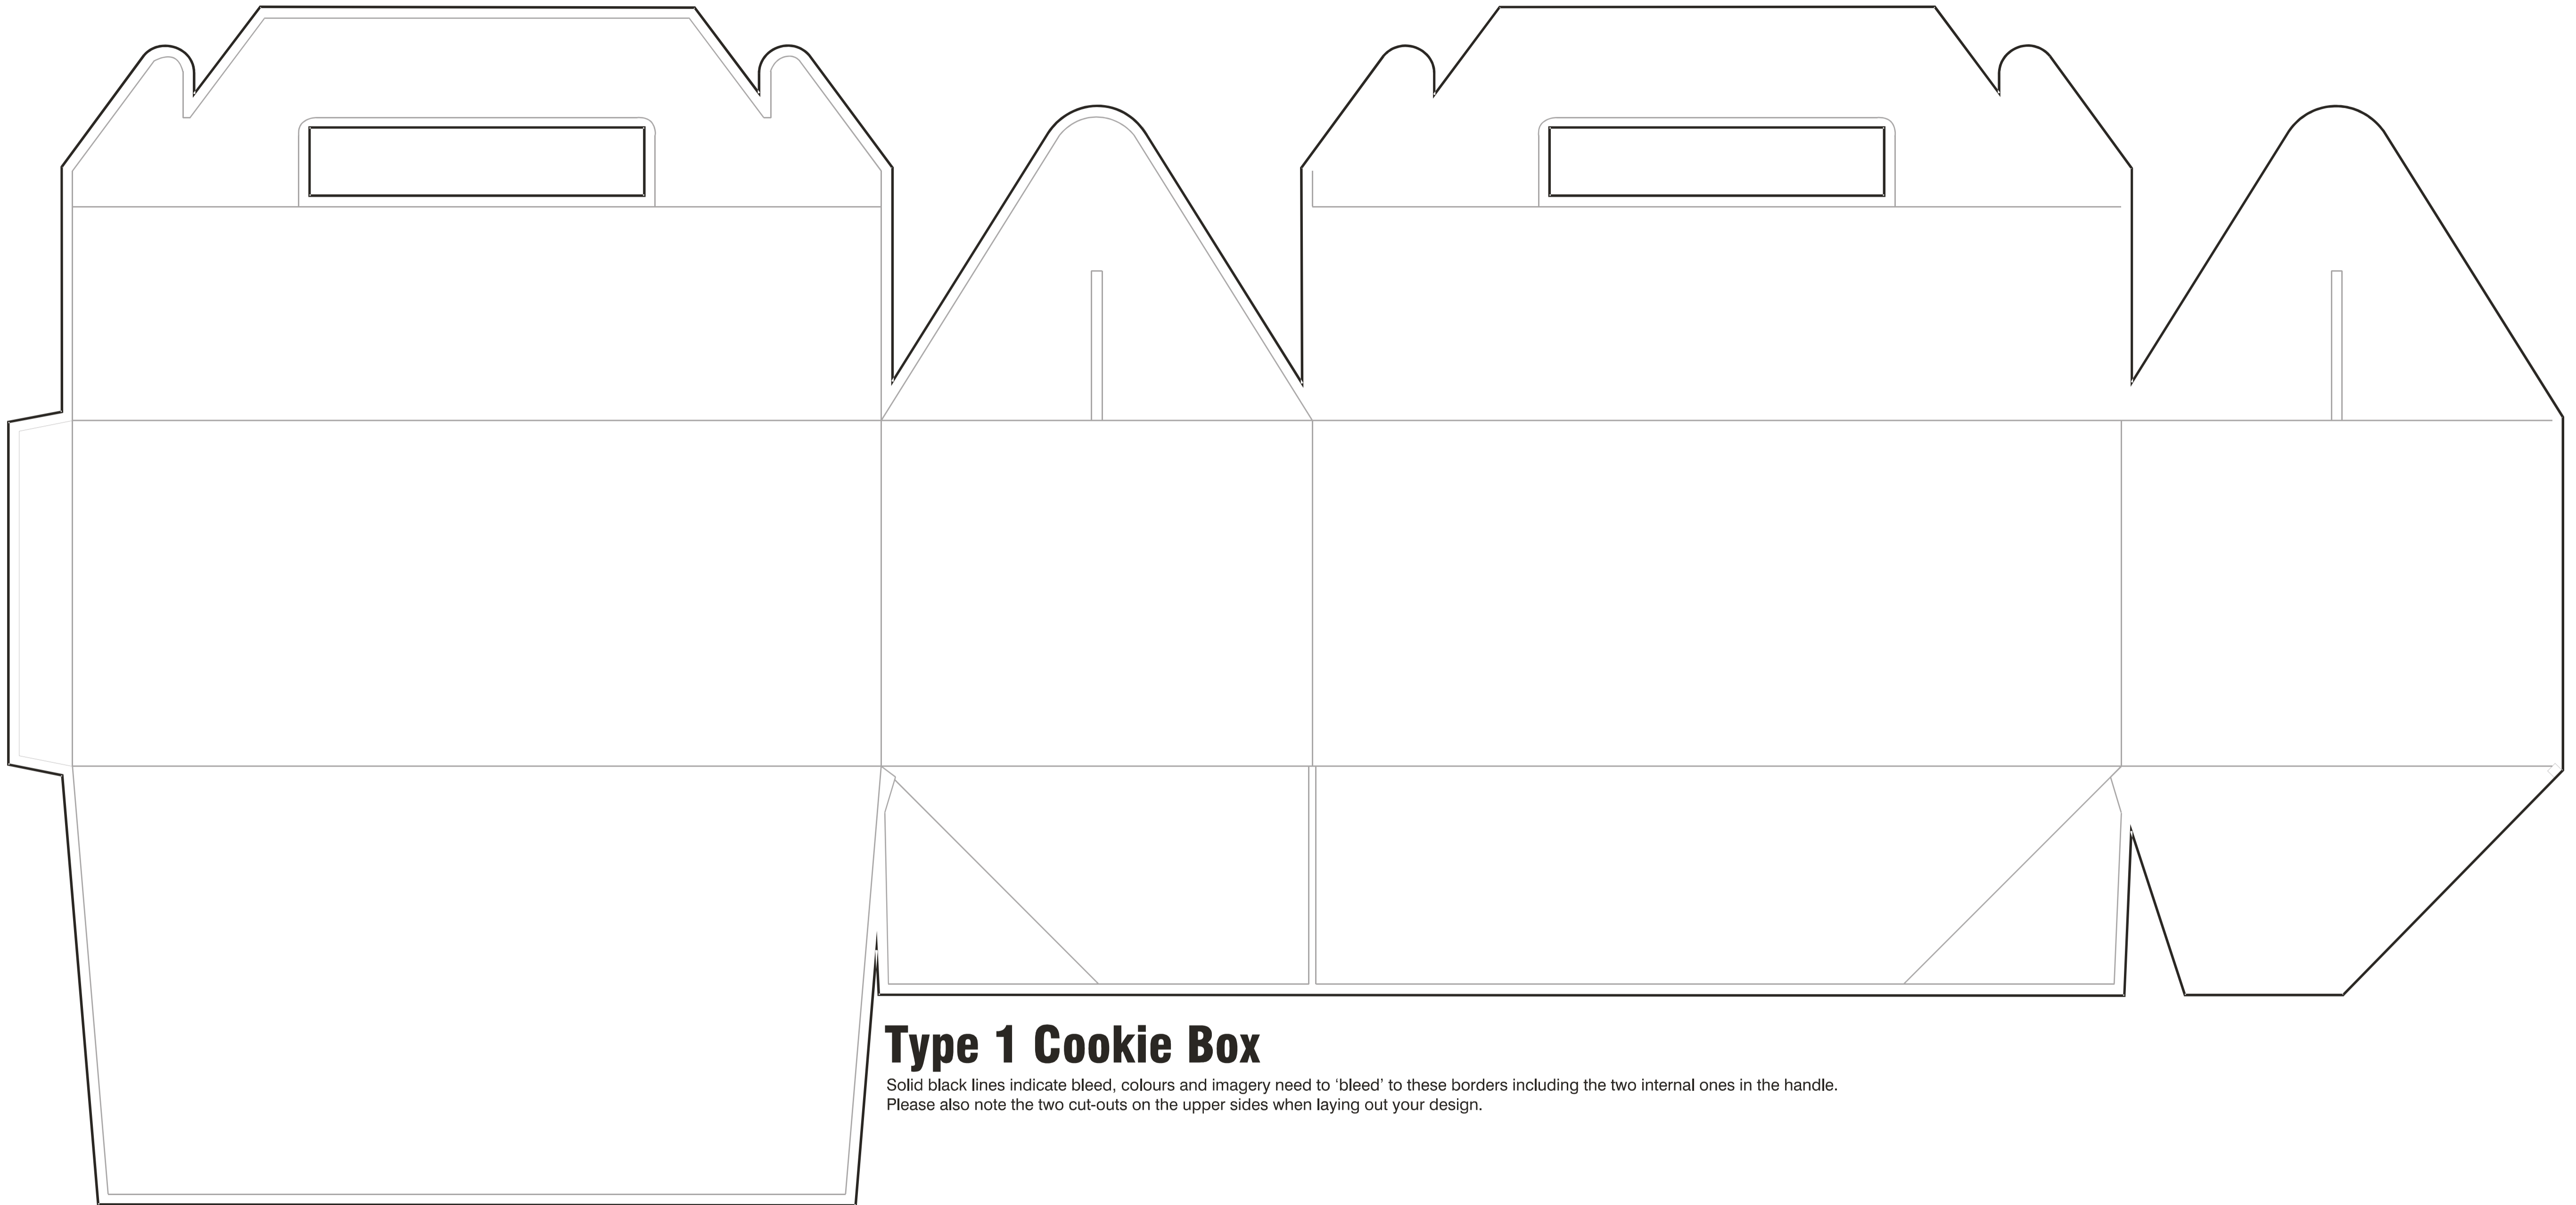 Type 1 Cookie Box
Solid black lines indicate bleed, colours and imagery need to ‘bleed’ to these borders including the two internal ones in the handle.
Please also note the two cut-outs on the upper sides when laying out your design.